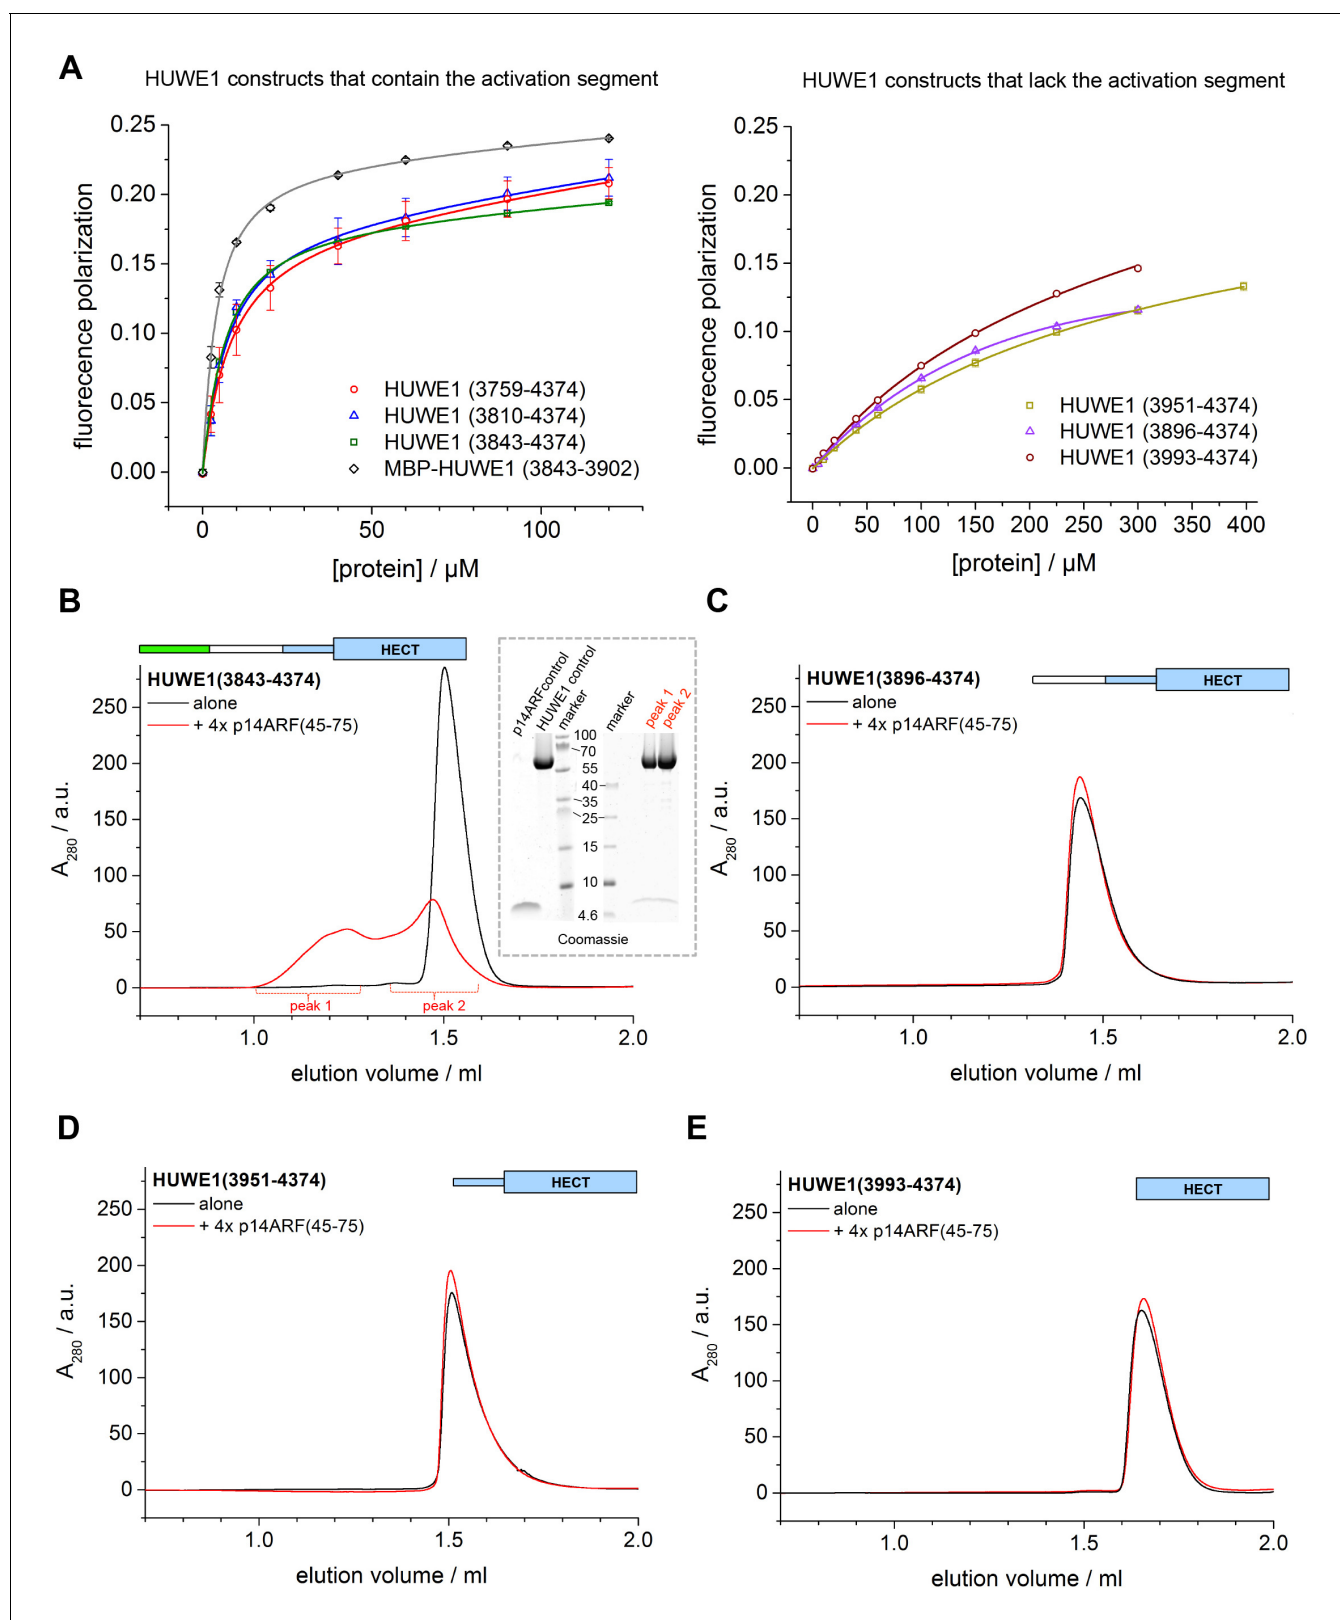 A
HUWE1 constructs that contain the activation segment
HUWE1 constructs that lack the activation segment
0.25
0.20
0.15
0.10
0.05
0.00
fluorecence polarization
HUWE1 (3759-4374)
HUWE1 (3810-4374)
HUWE1 (3843-4374)
MBP-HUWE1 (3843-3902)
0 50 100
[protein] / µM
0.25
0.20
0.15
0.10
0.05
0.00
fluorecence polarization
HUWE1 (3951-4374)
HUWE1 (3896-4374)
HUWE1 (3993-4374)
0 50 100 150 200 250 300 350 400
[protein] / µM
B
HECT
HUWE1(3843-4374)
alone
+ 4x p14ARF(45-75)
250
200
150
100
50
0
A280 / a.u.
peak 1
peak 2
1.0 1.5 2.0
elution volume / ml
p14ARFcontrol
HUWE1 control
marker
marker
peak 1
peak 2
100
70
55
40
35
25
15
10
4.6
Coomassie
C
HECT
HUWE1(3896-4374)
alone
+ 4x p14ARF(45-75)
250
200
150
100
50
0
A280 / a.u.
1.0 1.5 2.0
elution volume / ml
D
HECT
HUWE1(3951-4374)
alone
+ 4x p14ARF(45-75)
250
200
150
100
50
0
A280 / a.u.
1.0 1.5 2.0
elution volume / ml
E
HECT
HUWE1(3993-4374)
alone
+ 4x p14ARF(45-75)
250
200
150
100
50
0
A280 / a.u.
1.0 1.5 2.0
elution volume / ml